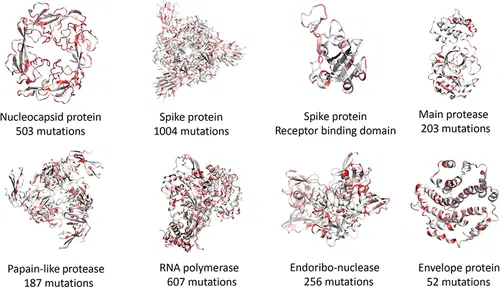 Nucleocapsid protein
503 mutations
Spike protein
1004 mutations
Spike protein
Receptor binding domain
Main protease
203 mutations
Papain-like protease
187 mutations
RNA polymerase
607 mutations
Endoribo-nuclease
256 mutations
Envelope protein
52 mutations